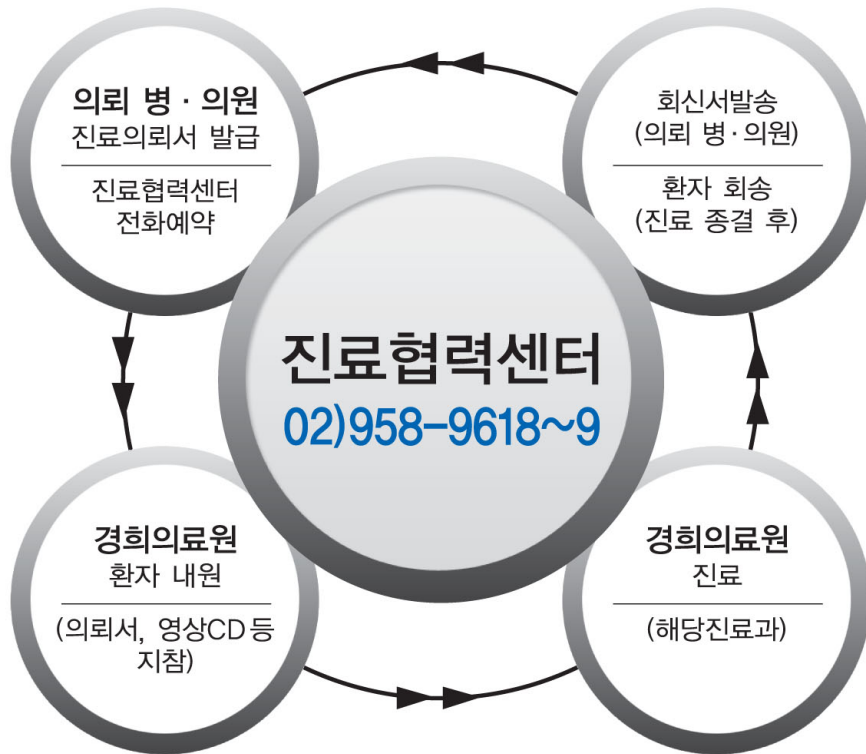 의뢰 병·의원
진료의뢰서 발급
진료협력센터
전화예약
회신서발송
(의뢰 병·의원)
환자 회송
(진료 종결 후)
진료협력센터
02)958-9618~9
경희의료원
환자 내원
(의뢰서, 영상CD등
지참)
경희의료원
진료
(해당진료과)